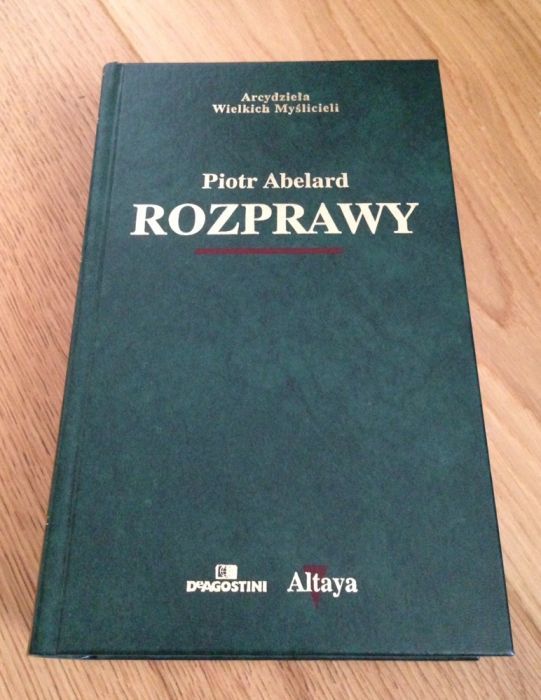 Arcydzieła
Wielkich Myślicieli
Piotr Abelard
ROZPRAWY
DeAGOSTINI Altaya